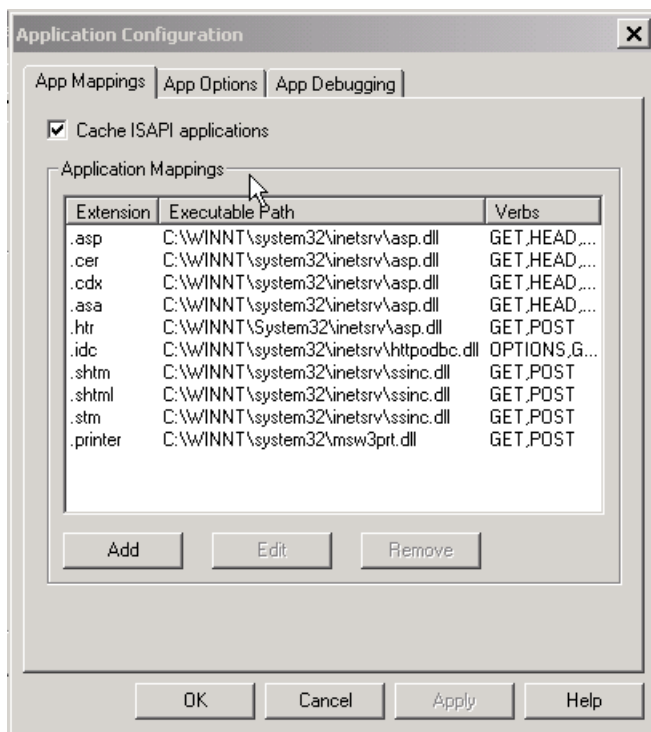 Application Configuration
App Mappings App Options App Debugging
Cache ISAPI applications
Application Mappings
Extension Executable Path Verbs
.asp C:\WINNT\system32\inetsrv\asp.dll GET,HEAD,...
.cer C:\WINNT\system32\inetsrv\asp.dll GET,HEAD,...
.cdx C:\WINNT\system32\inetsrv\asp.dll GET,HEAD,...
.asa C:\WINNT\system32\inetsrv\asp.dll GET,HEAD,...
.htr C:\WINNT\System32\inetsrv\asp.dll GET,POST
.idc C:\WINNT\system32\inetsrv\httpodbc.dll OPTIONS,G...
.shtm C:\WINNT\system32\inetsrv\ssinc.dll GET,POST
.shtml C:\WINNT\system32\inetsrv\ssinc.dll GET,POST
.stm C:\WINNT\system32\inetsrv\ssinc.dll GET,POST
.printer C:\WINNT\system32\msw3prt.dll GET,POST
Add Edit Remove
OK Cancel Apply Help